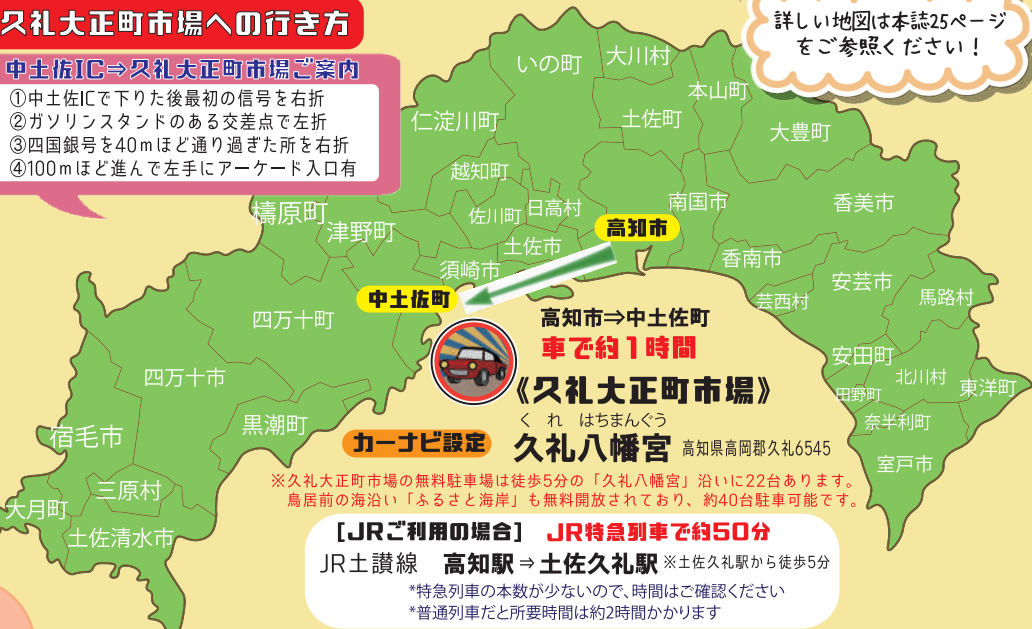 久礼大正町市場への行き方
詳しい地図は本誌25ページ
をご参照ください！
中土佐IC⇒久礼大正町市場ご案内
①中土佐ICで下りた後最初の信号を右折
②ガソリンスタンドのある交差点で左折
③四国銀号を40mほど通り過ぎた所を右折
④100mほど進んで左手にアーケード入口有
いの町
大川村
本山町
仁淀川町
土佐町
大豊町
越知町
檮原町
津野町
佐川町
日高村
高知市
南国市
香美市
土佐市
須崎市
香南市
中土佐町
安芸市
芸西村
馬路村
四万十町
高知市⇒中土佐町
車で約1時間
四万十市
安田町
北川村
東洋町
田野町
《久礼大正町市場》
奈半利町
黒潮町
宿毛市
カーナビ設定
くれ はちまんぐう
久礼八幡宮 高知県高岡郡久礼6545
室戸市
※久礼大正町市場の無料駐車場は徒歩5分の「久礼八幡宮」沿いに22台あります。
鳥居前の海沿い「ふるさと海岸」も無料開放されており、約40台駐車可能です。
三原村
大月町
土佐清水市
[JRご利用の場合] JR特急列車で約50分
JR土讃線 高知駅⇒土佐久礼駅 ※土佐久礼駅から徒歩5分
*特急列車の本数が少ないので、時間はご確認ください
*普通列車だと所要時間は約2時間かかります